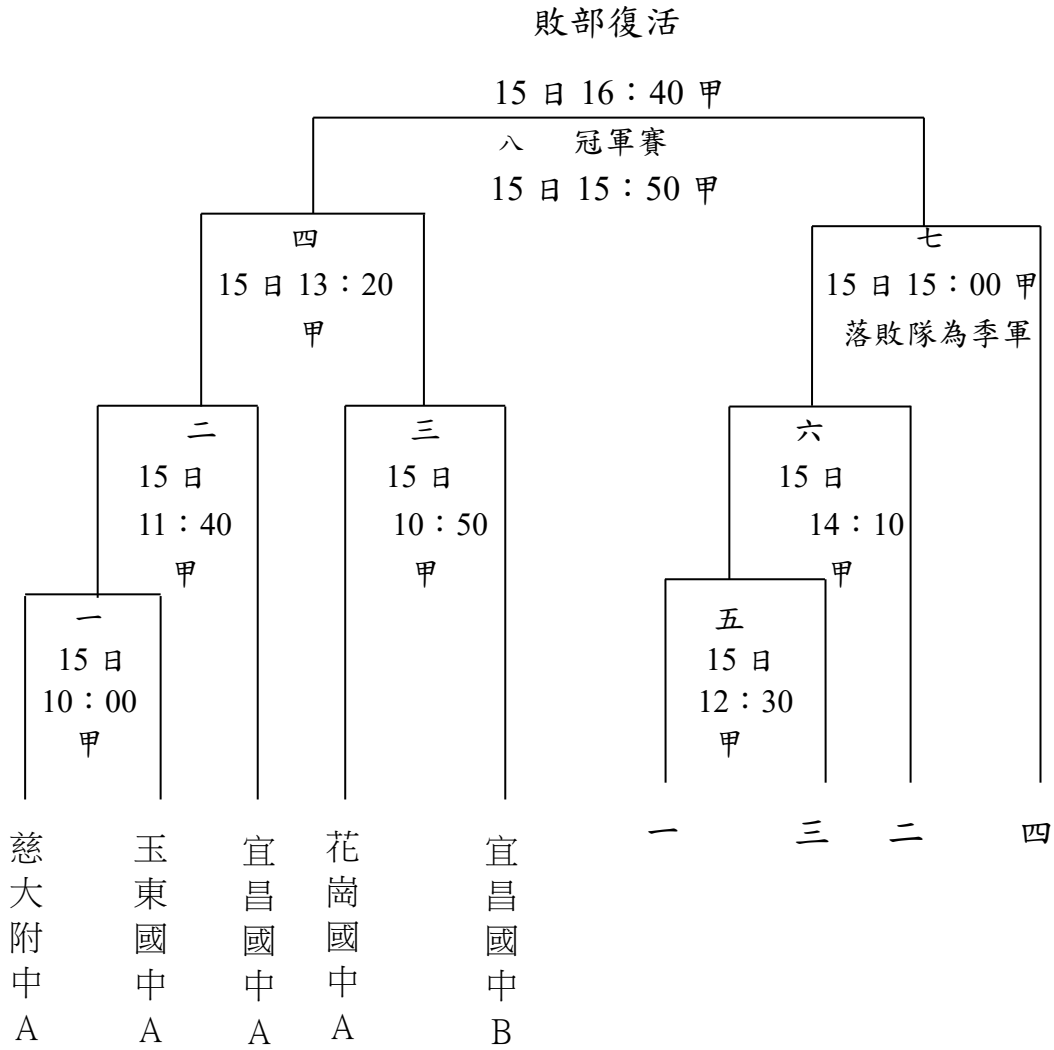 敗部復活
15 日 16：40 甲
八 冠軍賽
15 日 15：50 甲
四
15 日 13：20
甲
七
15 日 15：00 甲
落敗隊為季軍
二
15 日
11：40
甲
三
15 日
10：50
甲
六
15 日
14：10
甲
一
15 日
10：00
甲
五
15 日
12：30
甲
慈大附中A
玉東國中A
宜昌國中A
花崗國中A
宜昌國中B
一
三
二
四